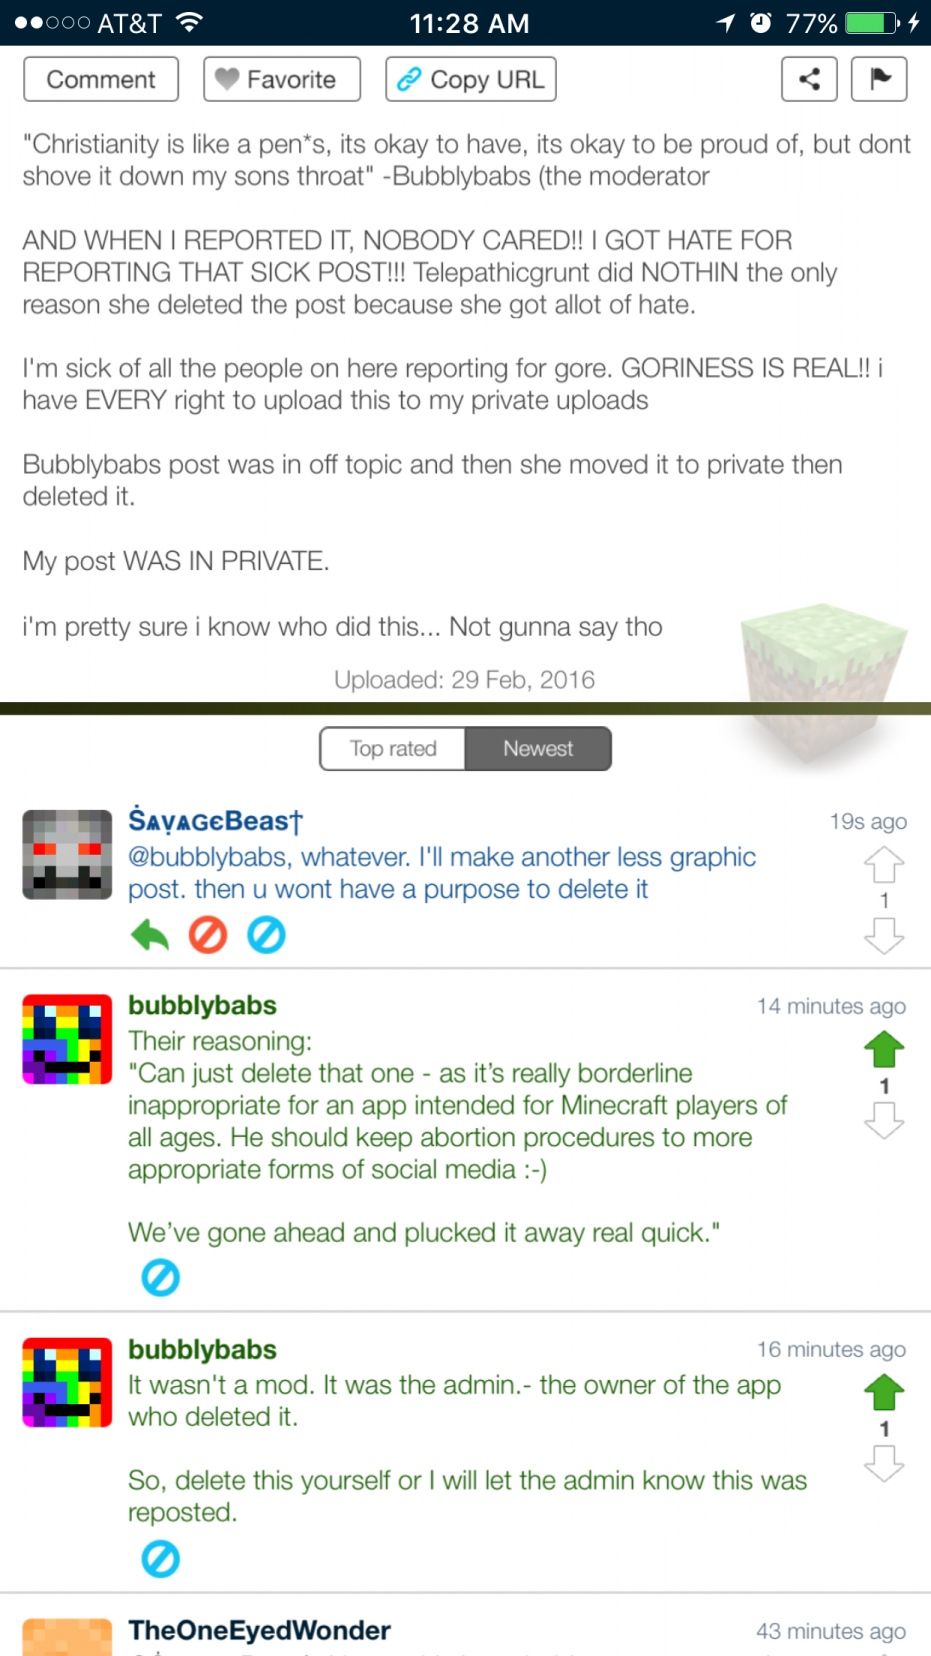 AT&T 11:28 AM 77%
Comment Favorite Copy URL
"Christianity is like a pen*s, its okay to have, its okay to be proud of, but dont
shove it down my sons throat" -Bubblybabs (the moderator
AND WHEN I REPORTED IT, NOBODY CARED!! I GOT HATE FOR
REPORTING THAT SICK POST!!! Telepathicgrunt did NOTHIN the only
reason she deleted the post because she got allot of hate.
I'm sick of all the people on here reporting for gore. GORINESS IS REAL!! i
have EVERY right to upload this to my private uploads
Bubblybabs post was in off topic and then she moved it to private then
deleted it.
My post WAS IN PRIVATE.
i'm pretty sure i know who did this... Not gunna say tho
Uploaded: 29 Feb, 2016
Top rated Newest
ṠᴀṿᴀɢєBeas† 19s ago
@bubblybabs, whatever. I'll make another less graphic
post. then u wont have a purpose to delete it
1
bubblybabs 14 minutes ago
Their reasoning:
"Can just delete that one - as it's really borderline
inappropriate for an app intended for Minecraft players of
1
all ages. He should keep abortion procedures to more
appropriate forms of social media :-)
We've gone ahead and plucked it away real quick."
bubblybabs 16 minutes ago
It wasn't a mod. It was the admin.- the owner of the app
who deleted it.
1
So, delete this yourself or I will let the admin know this was
reposted.
TheOneEyedWonder 43 minutes ago